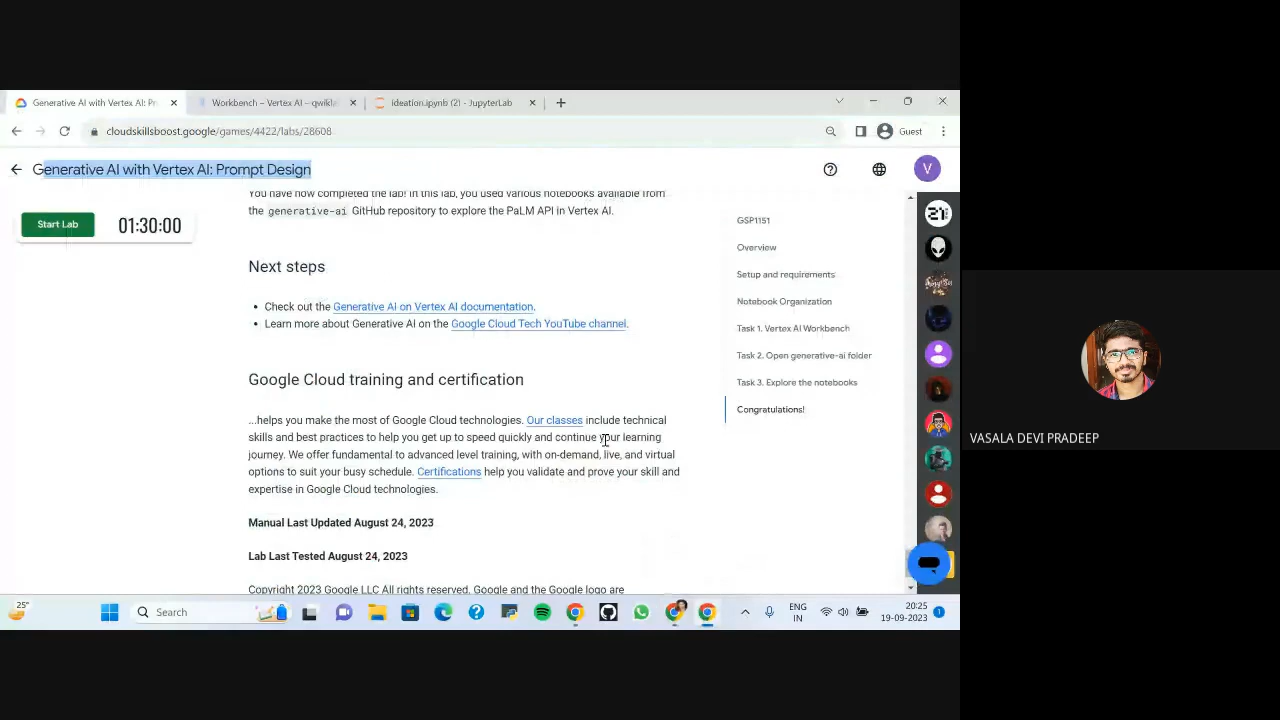 Generative AI with Vertex AI: Pr
Workbench – Vertex AI – qwikla
ideation.ipynb (2) - JupyterLab
cloudskillsboost.google/games/4422/labs/28608
Guest
Generative AI with Vertex AI: Prompt Design
V
Start Lab
01:30:00
You have now completed the lab! In this lab, you used various notebooks available from
the generative-ai GitHub repository to explore the PaLM API in Vertex AI.
Next steps
• Check out the Generative AI on Vertex AI documentation.
• Learn more about Generative AI on the Google Cloud Tech YouTube channel.
Google Cloud training and certification
...helps you make the most of Google Cloud technologies. Our classes include technical
skills and best practices to help you get up to speed quickly and continue your learning
journey. We offer fundamental to advanced level training, with on-demand, live, and virtual
options to suit your busy schedule. Certifications help you validate and prove your skill and
expertise in Google Cloud technologies.
Manual Last Updated August 24, 2023
Lab Last Tested August 24, 2023
Copyright 2023 Google LLC All rights reserved. Google and the Google logo are
GSP1151
Overview
Setup and requirements
Notebook Organization
Task 1. Vertex AI Workbench
Task 2. Open generative-ai folder
Task 3. Explore the notebooks
Congratulations!
21
VASALA DEVI PRADEEP
25°
Search
ENG
IN
20:25
19-09-2023
1